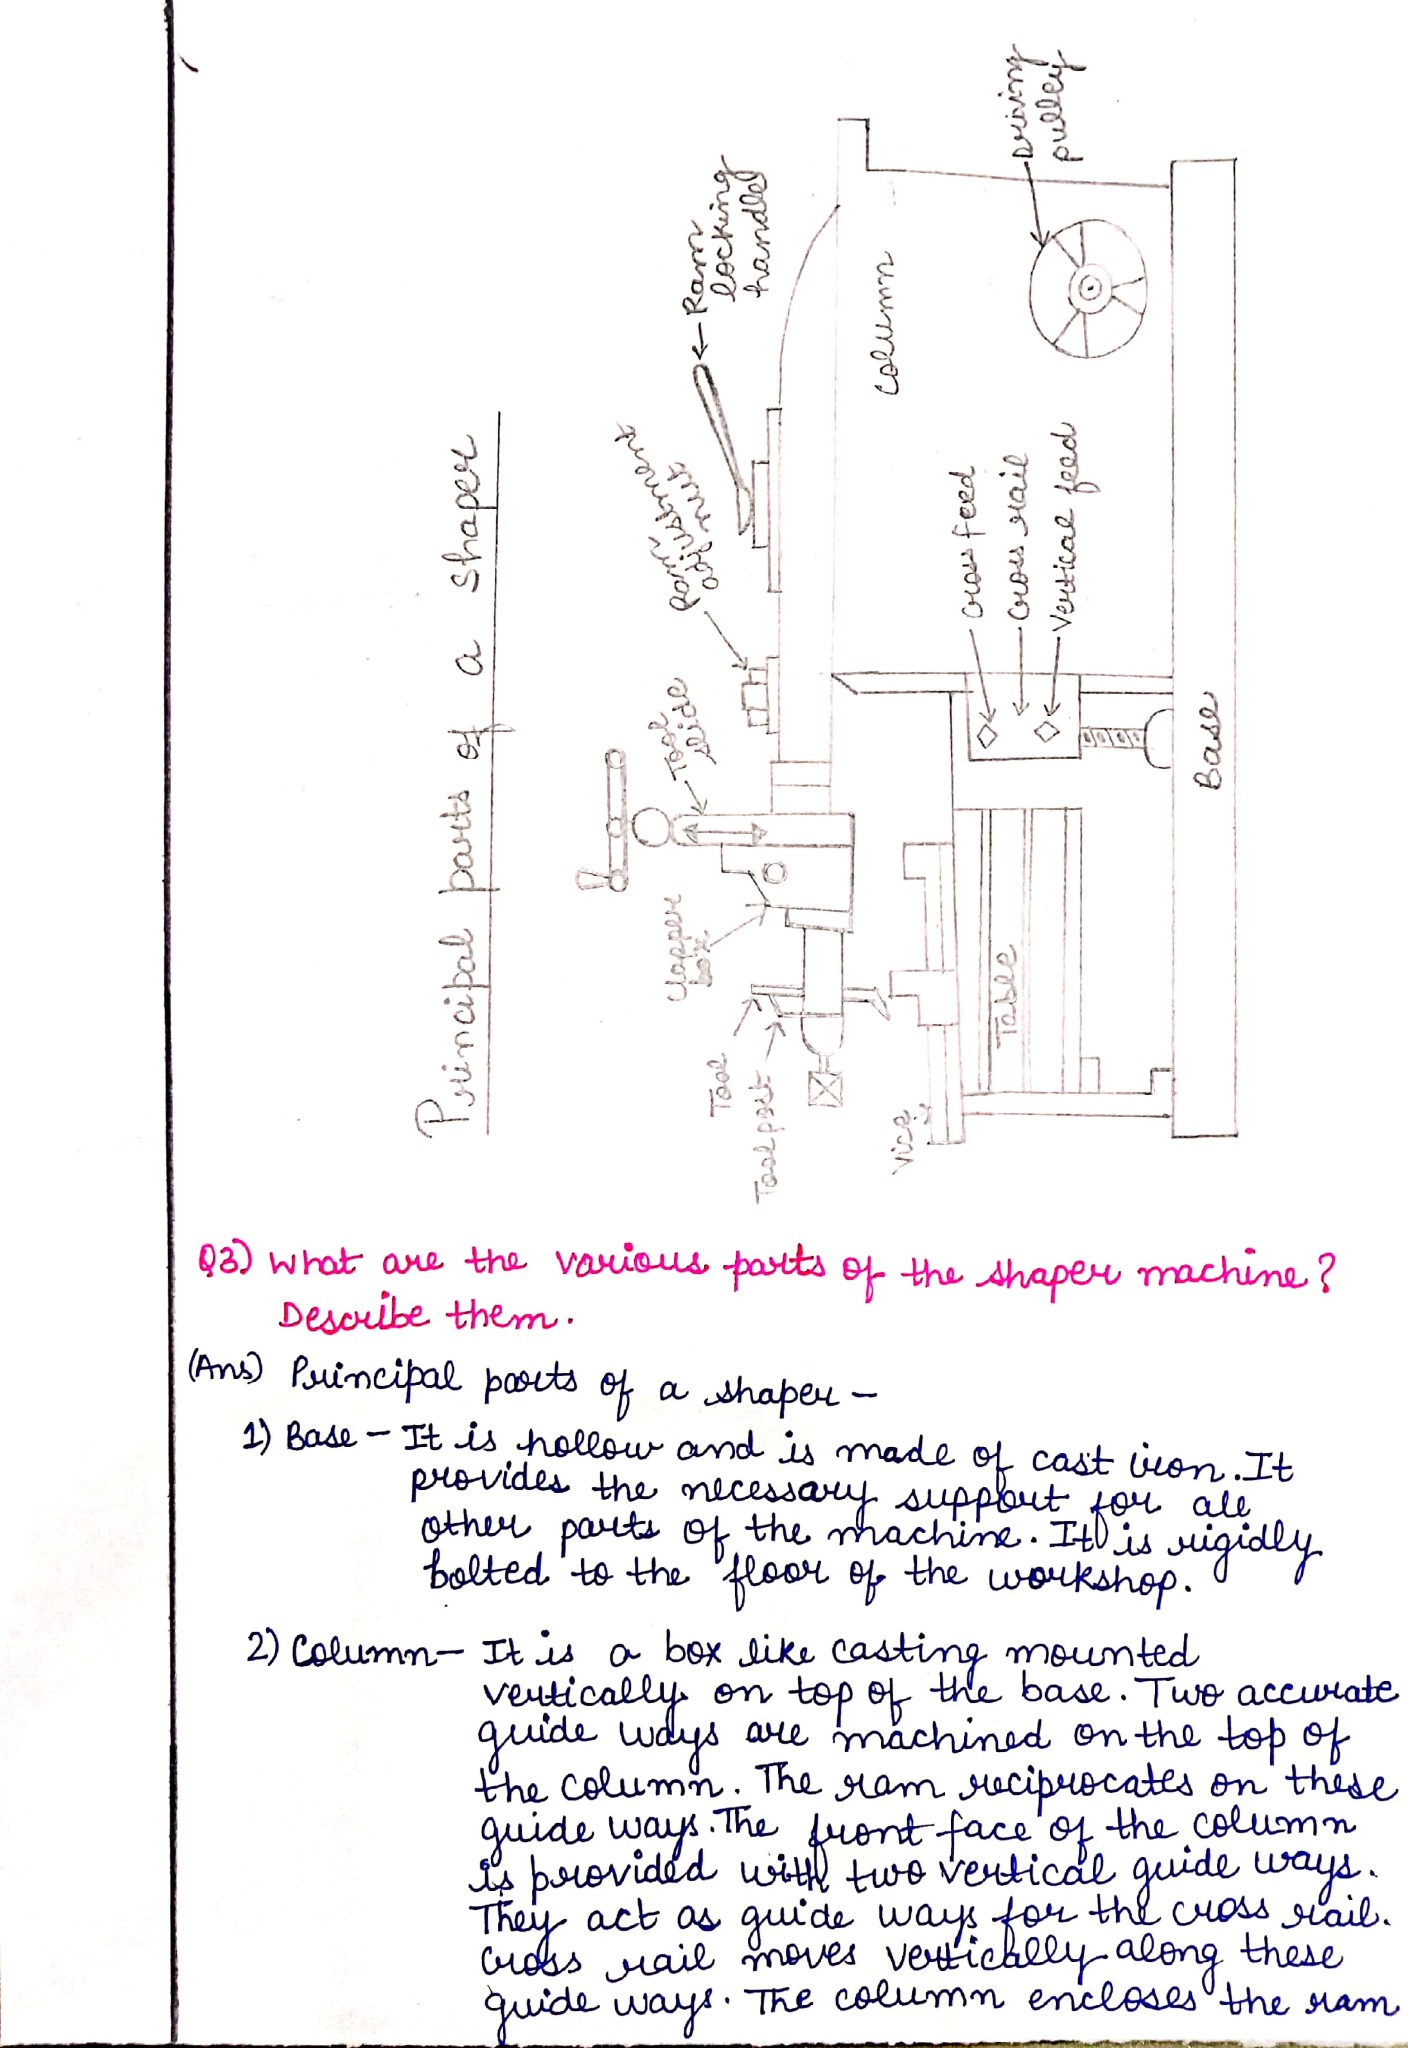 Principal parts of a shaper
Ram
locking
handle
Ram
adjustment
nut
Tool
slide
Clapper
box
Tool
Tool post
Vice
Table
Column
Driving
pulley
Cross feed
Cross rail
Vertical feed
Base
Q3) What are the various parts of the shaper machine?
Describe them.
(Ans) Principal parts of a shaper -
1) Base - It is hollow and is made of cast iron. It
provides the necessary support for all
other parts of the machine. It is rigidly
bolted to the floor of the workshop.
2) Column - It is a box like casting mounted
vertically on top of the base. Two accurate
guide ways are machined on the top of
the column. The ram reciprocates on these
guide ways. The front face of the column
is provided with two vertical guide ways.
They act as guide ways for the cross rail.
Cross rail moves vertically along these
guide ways. The column encloses the ram